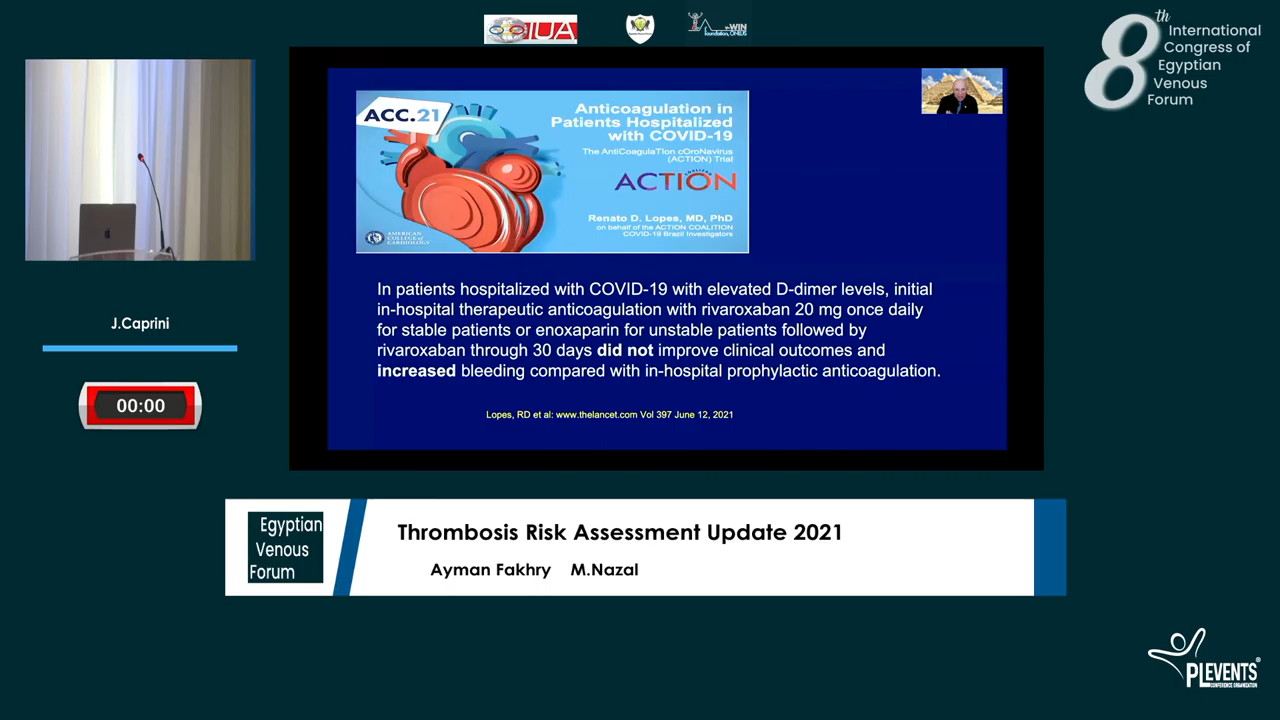 IUA
WIN
foundation, ONLUS
8th
International
Congress of
Egyptian
Venous
Forum
ACC.21
Anticoagulation in
Patients Hospitalized
with COVID-19
The AntiCoagulaTIon cOroNavirus
(ACTION) Trial
COALIZÃO
ACTION
Renato D. Lopes, MD, PhD
on behalf of the ACTION COALITION
COVID-19 Brazil Investigators
AMERICAN
COLLEGE of
CARDIOLOGY
In patients hospitalized with COVID-19 with elevated D-dimer levels, initial
in-hospital therapeutic anticoagulation with rivaroxaban 20 mg once daily
for stable patients or enoxaparin for unstable patients followed by
rivaroxaban through 30 days did not improve clinical outcomes and
increased bleeding compared with in-hospital prophylactic anticoagulation.
Lopes, RD et al: www.thelancet.com Vol 397 June 12, 2021
J.Caprini
00:00
Egyptian
Venous
Forum
Thrombosis Risk Assessment Update 2021
Ayman Fakhry M.Nazal
PLEVENTS®
CONFERENCE ORGANIZATION